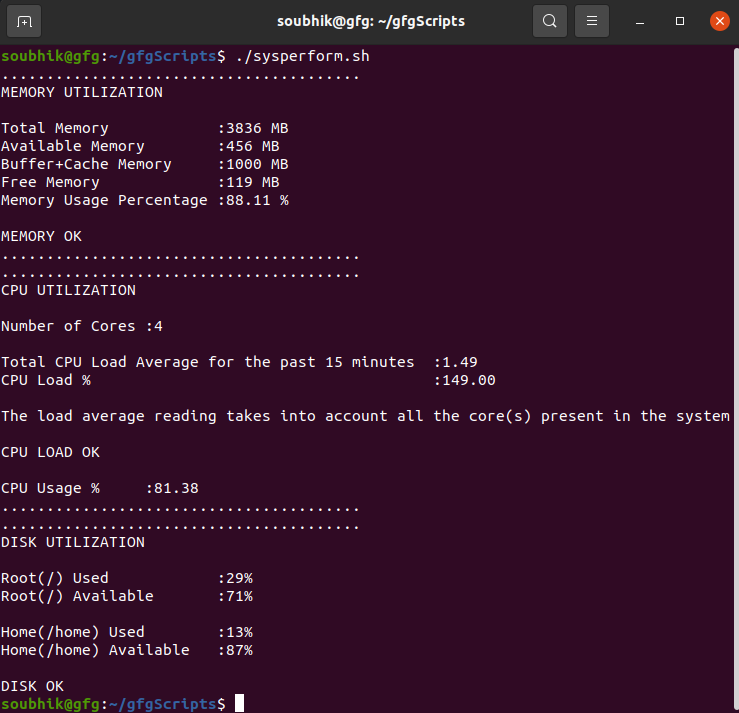 soubhik@gfg: ~/gfgScripts
soubhik@gfg:~/gfgScripts$ ./sysperform.sh
........................................
MEMORY UTILIZATION
Total Memory            :3836 MB
Available Memory        :456 MB
Buffer+Cache Memory     :1000 MB
Free Memory             :119 MB
Memory Usage Percentage :88.11 %
MEMORY OK
........................................
........................................
CPU UTILIZATION
Number of Cores :4
Total CPU Load Average for the past 15 minutes  :1.49
CPU Load %                                      :149.00
The load average reading takes into account all the core(s) present in the system
CPU LOAD OK
CPU Usage %     :81.38
........................................
........................................
DISK UTILIZATION
Root(/) Used            :29%
Root(/) Available       :71%
Home(/home) Used        :13%
Home(/home) Available   :87%
DISK OK
soubhik@gfg:~/gfgScripts$